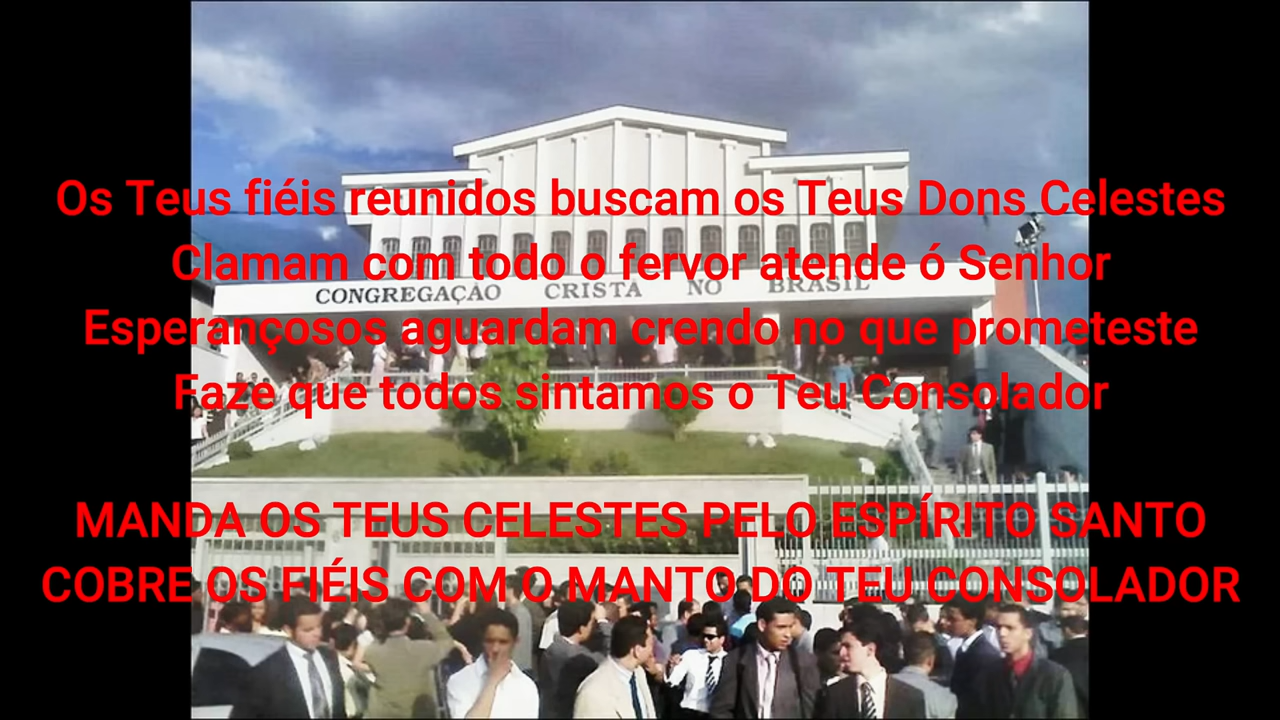 Os Teus fiéis reunidos buscam os Teus Dons Celestes
Clamam com todo o fervor atende ó Senhor
CONGREGAÇÃO CRISTA NO BRASIL
Esperançosos aguardam crendo no que prometeste
Faze que todos sintamos o Teu Consolador
MANDA OS TEUS CELESTES PELO ESPÍRITO SANTO
COBRE OS FIÉIS COM O MANTO DO TEU CONSOLADOR